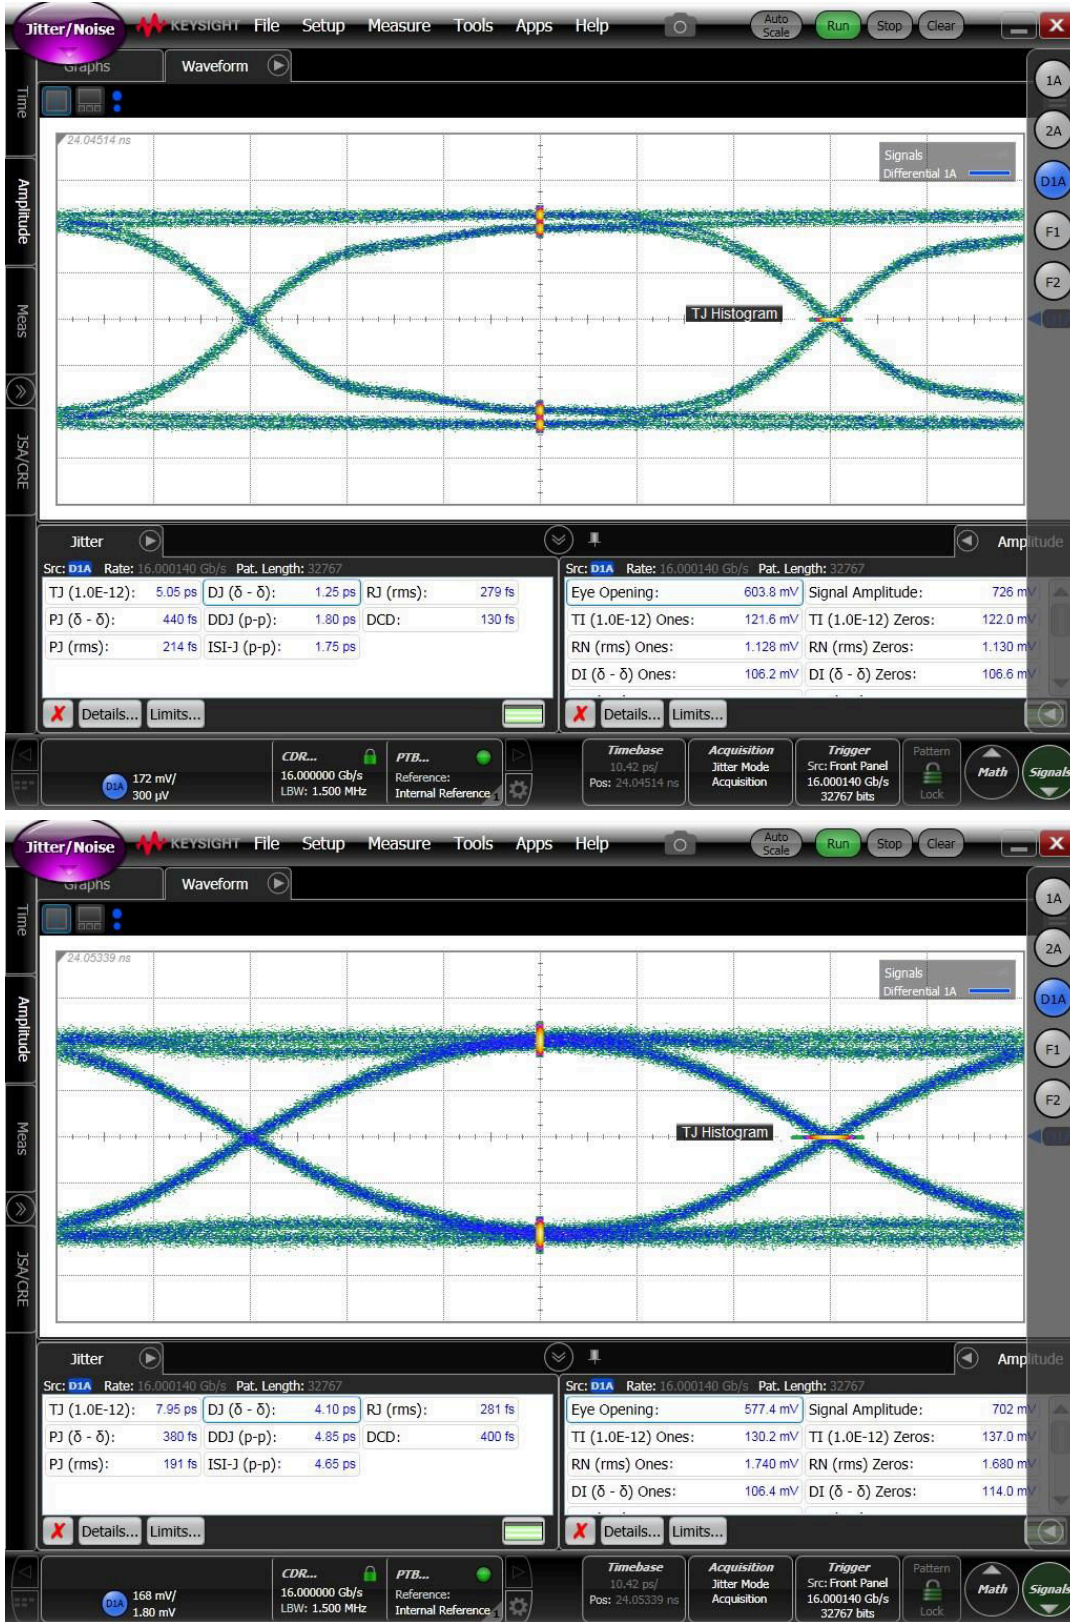 Jitter/Noise KEYSIGHT File Setup Measure Tools Apps Help Auto Scale Run Stop Clear X
Graphs Waveform
1A
2A
D1A
F1
F2
Time
Amplitude
Meas
JSA/CRE
24.04514 ns
Signals
Differential 1A
TJ Histogram
Jitter
Amplitude
Src: D1A Rate: 16.000140 Gb/s Pat. Length: 32767
TJ (1.0E-12): 5.05 ps DJ (δ - δ): 1.25 ps RJ (rms): 279 fs
PJ (δ - δ): 440 fs DDJ (p-p): 1.80 ps DCD: 130 fs
PJ (rms): 214 fs ISI-J (p-p): 1.75 ps
Src: D1A Rate: 16.000140 Gb/s Pat. Length: 32767
Eye Opening: 603.8 mV Signal Amplitude: 726 mV
TI (1.0E-12) Ones: 121.6 mV TI (1.0E-12) Zeros: 122.0 mV
RN (rms) Ones: 1.128 mV RN (rms) Zeros: 1.130 mV
DI (δ - δ) Ones: 106.2 mV DI (δ - δ) Zeros: 106.6 mV
Details... Limits...
Details... Limits...
D1A 172 mV/
300 µV
CDR...
16.000000 Gb/s
LBW: 1.500 MHz
PTB...
Reference:
Internal Reference
1
Timebase
10.42 ps/
Pos: 24.04514 ns
Acquisition
Jitter Mode
Acquisition
Trigger
Src: Front Panel
16.000140 Gb/s
32767 bits
Pattern
Lock
Math
Signals
Jitter/Noise KEYSIGHT File Setup Measure Tools Apps Help Auto Scale Run Stop Clear X
Graphs Waveform
1A
2A
D1A
F1
F2
Time
Amplitude
Meas
JSA/CRE
24.05339 ns
Signals
Differential 1A
TJ Histogram
Jitter
Amplitude
Src: D1A Rate: 16.000140 Gb/s Pat. Length: 32767
TJ (1.0E-12): 7.95 ps DJ (δ - δ): 4.10 ps RJ (rms): 281 fs
PJ (δ - δ): 380 fs DDJ (p-p): 4.85 ps DCD: 400 fs
PJ (rms): 191 fs ISI-J (p-p): 4.65 ps
Src: D1A Rate: 16.000140 Gb/s Pat. Length: 32767
Eye Opening: 577.4 mV Signal Amplitude: 702 mV
TI (1.0E-12) Ones: 130.2 mV TI (1.0E-12) Zeros: 137.0 mV
RN (rms) Ones: 1.740 mV RN (rms) Zeros: 1.680 mV
DI (δ - δ) Ones: 106.4 mV DI (δ - δ) Zeros: 114.0 mV
Details... Limits...
Details... Limits...
D1A 168 mV/
1.80 mV
CDR...
16.000000 Gb/s
LBW: 1.500 MHz
PTB...
Reference:
Internal Reference
1
Timebase
10.42 ps/
Pos: 24.05339 ns
Acquisition
Jitter Mode
Acquisition
Trigger
Src: Front Panel
16.000140 Gb/s
32767 bits
Pattern
Lock
Math
Signals